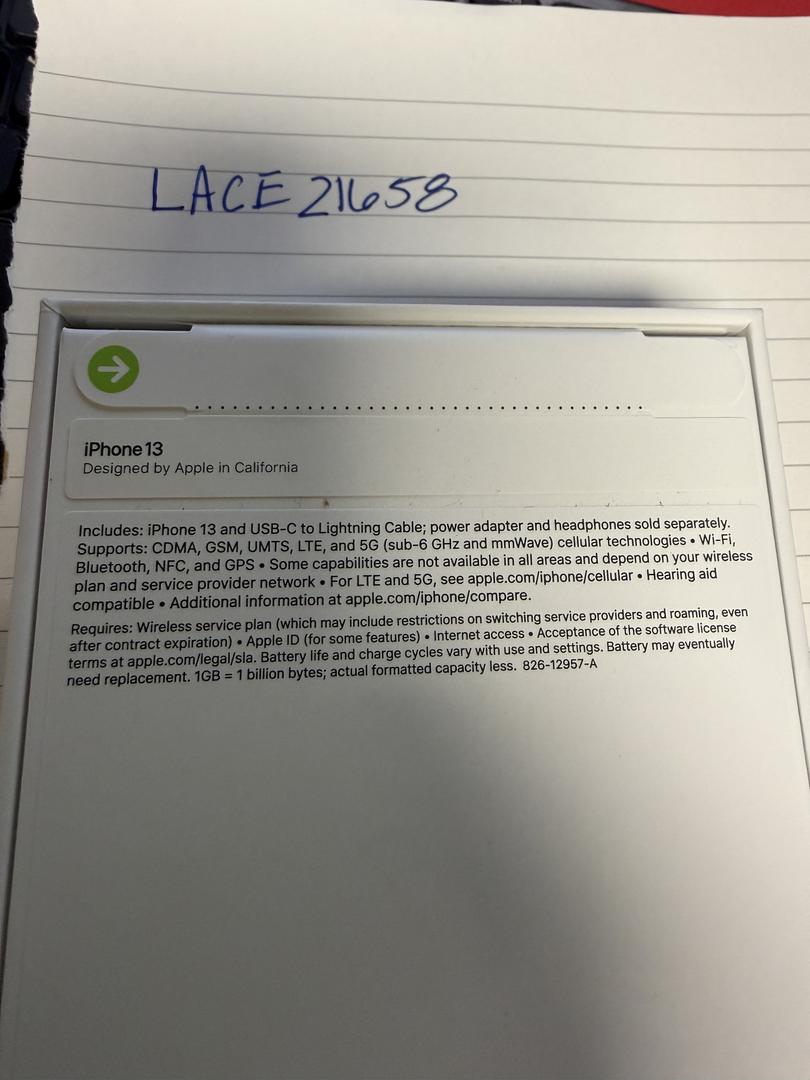 LACE 21658
iPhone 13
Designed by Apple in California
Includes: iPhone 13 and USB-C to Lightning Cable; power adapter and headphones sold separately.
Supports: CDMA, GSM, UMTS, LTE, and 5G (sub-6 GHz and mmWave) cellular technologies • Wi-Fi,
Bluetooth, NFC, and GPS • Some capabilities are not available in all areas and depend on your wireless
plan and service provider network • For LTE and 5G, see apple.com/iphone/cellular • Hearing aid
compatible • Additional information at apple.com/iphone/compare.
Requires: Wireless service plan (which may include restrictions on switching service providers and roaming, even
after contract expiration) • Apple ID (for some features) • Internet access • Acceptance of the software license
terms at apple.com/legal/sla. Battery life and charge cycles vary with use and settings. Battery may eventually
need replacement. 1GB = 1 billion bytes; actual formatted capacity less. 826-12957-A